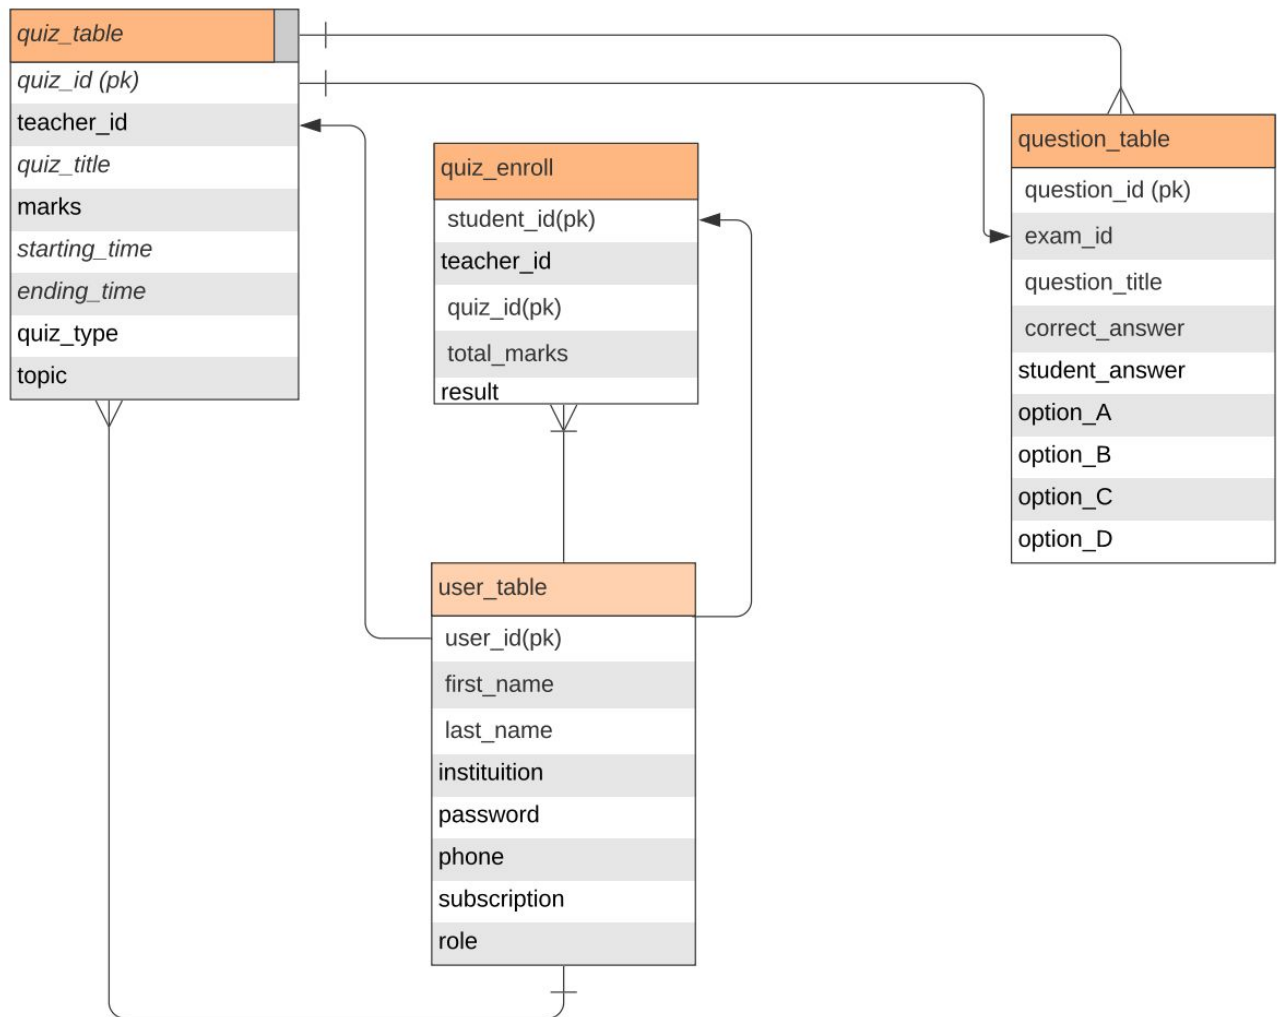 quiz_table
quiz_id (pk)
teacher_id
quiz_title
marks
starting_time
ending_time
quiz_type
topic
quiz_enroll
student_id(pk)
teacher_id
quiz_id(pk)
total_marks
result
question_table
question_id (pk)
exam_id
question_title
correct_answer
student_answer
option_A
option_B
option_C
option_D
user_table
user_id(pk)
first_name
last_name
instituition
password
phone
subscription
role